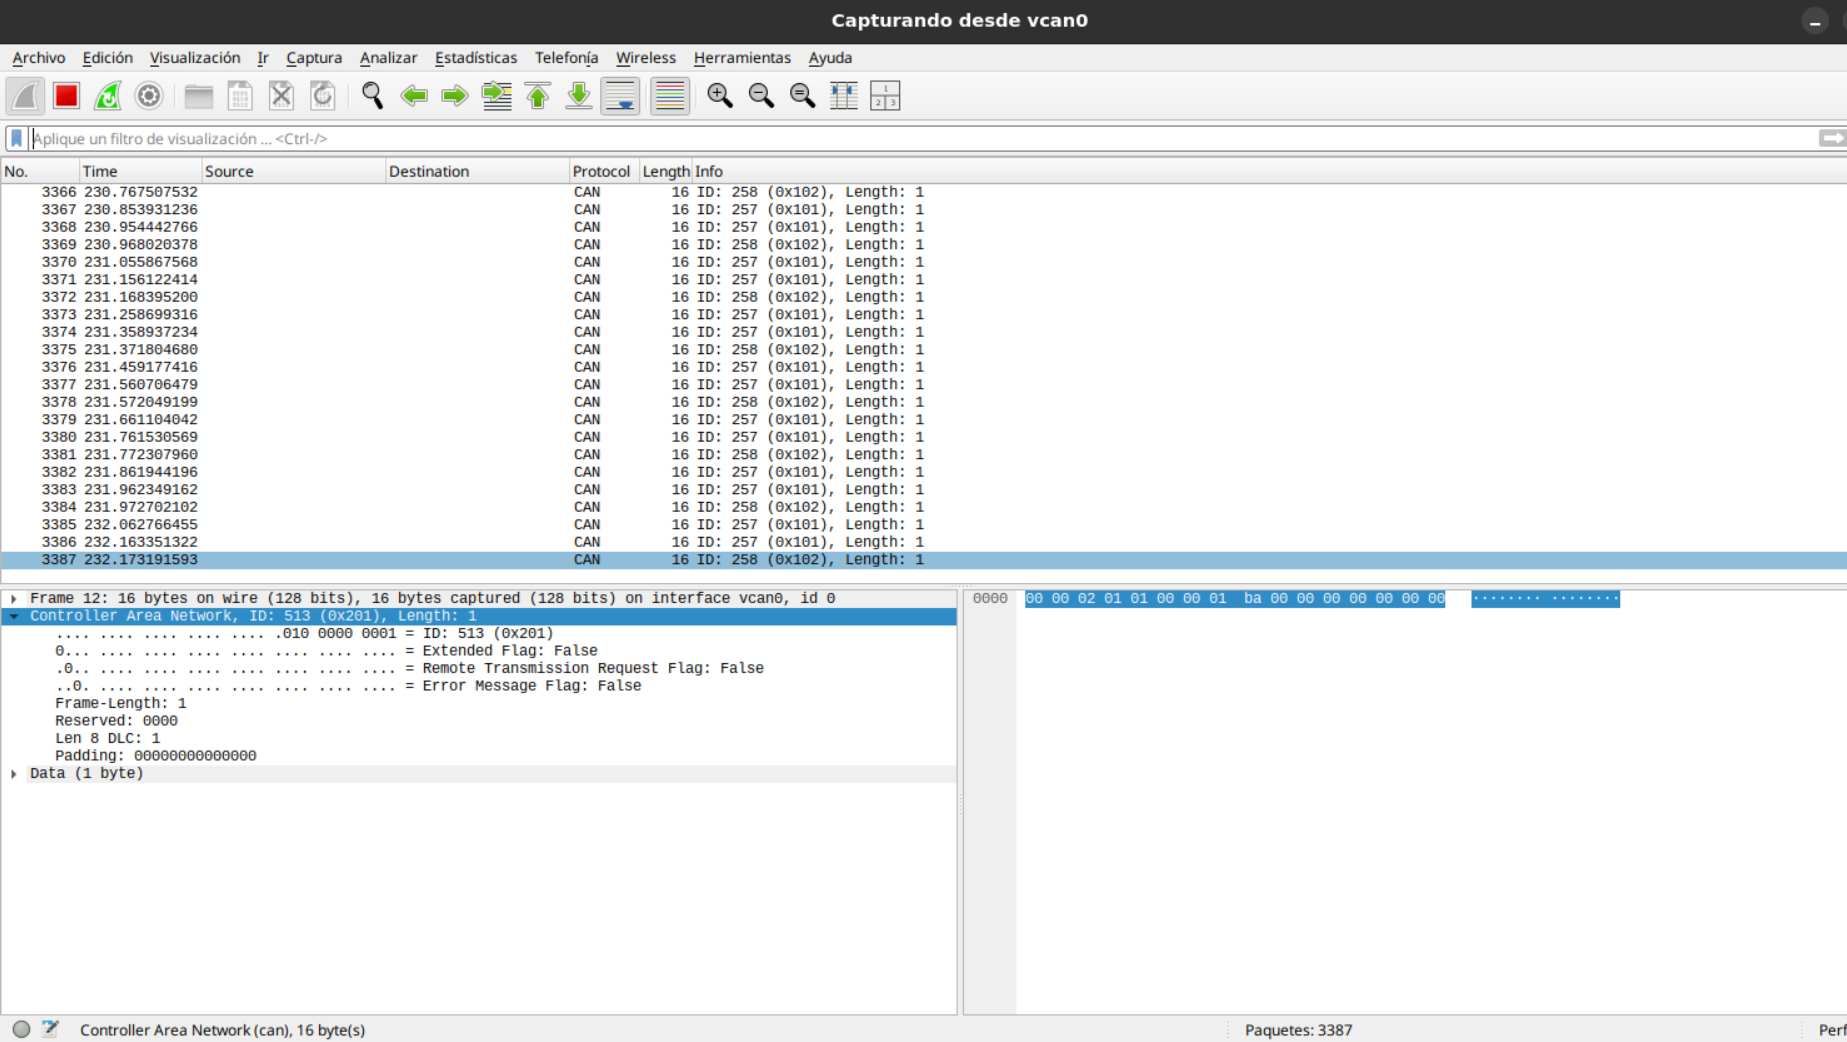 Capturando desde vcan0
Archivo Edición Visualización Ir Captura Analizar Estadísticas Telefonía Wireless Herramientas Ayuda
Aplique un filtro de visualización ... <Ctrl-/>
No. Time Source Destination Protocol Length Info
3366 230.767507532 CAN 16 ID: 258 (0x102), Length: 1
3367 230.853931236 CAN 16 ID: 257 (0x101), Length: 1
3368 230.954442766 CAN 16 ID: 257 (0x101), Length: 1
3369 230.968020378 CAN 16 ID: 258 (0x102), Length: 1
3370 231.055867568 CAN 16 ID: 257 (0x101), Length: 1
3371 231.156122414 CAN 16 ID: 257 (0x101), Length: 1
3372 231.168395200 CAN 16 ID: 258 (0x102), Length: 1
3373 231.258699316 CAN 16 ID: 257 (0x101), Length: 1
3374 231.358937234 CAN 16 ID: 257 (0x101), Length: 1
3375 231.371804680 CAN 16 ID: 258 (0x102), Length: 1
3376 231.459177416 CAN 16 ID: 257 (0x101), Length: 1
3377 231.560706479 CAN 16 ID: 257 (0x101), Length: 1
3378 231.572049199 CAN 16 ID: 258 (0x102), Length: 1
3379 231.661104042 CAN 16 ID: 257 (0x101), Length: 1
3380 231.761530569 CAN 16 ID: 257 (0x101), Length: 1
3381 231.772307960 CAN 16 ID: 258 (0x102), Length: 1
3382 231.861944196 CAN 16 ID: 257 (0x101), Length: 1
3383 231.962349162 CAN 16 ID: 257 (0x101), Length: 1
3384 231.972702102 CAN 16 ID: 258 (0x102), Length: 1
3385 232.062766455 CAN 16 ID: 257 (0x101), Length: 1
3386 232.163351322 CAN 16 ID: 257 (0x101), Length: 1
3387 232.173191593 CAN 16 ID: 258 (0x102), Length: 1
Frame 12: 16 bytes on wire (128 bits), 16 bytes captured (128 bits) on interface vcan0, id 0
Controller Area Network, ID: 513 (0x201), Length: 1
.... .... .... .... .... .010 0000 0001 = ID: 513 (0x201)
0... .... .... .... .... .... .... .... = Extended Flag: False
.0.. .... .... .... .... .... .... .... = Remote Transmission Request Flag: False
..0. .... .... .... .... .... .... .... = Error Message Flag: False
Frame-Length: 1
Reserved: 0000
Len 8 DLC: 1
Padding: 00000000000000
Data (1 byte)
0000 00 00 02 01 01 00 00 01 ba 00 00 00 00 00 00 00 ········ ········
Controller Area Network (can), 16 byte(s) Paquetes: 3387 Perf